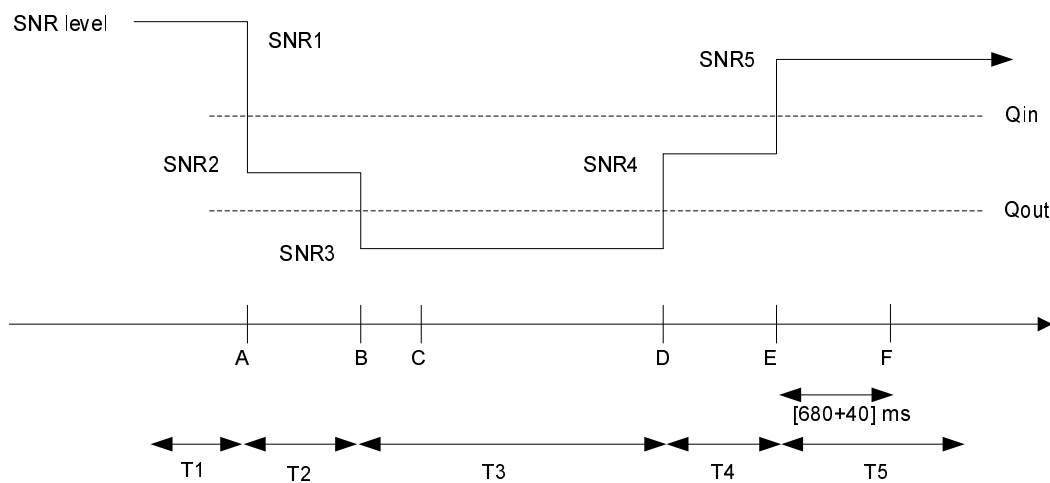 SNR level
SNR1
SNR5
Qin
SNR2
SNR4
Qout
SNR3
A
B
C
D
E
F
[680+40] ms
T1
T2
T3
T4
T5